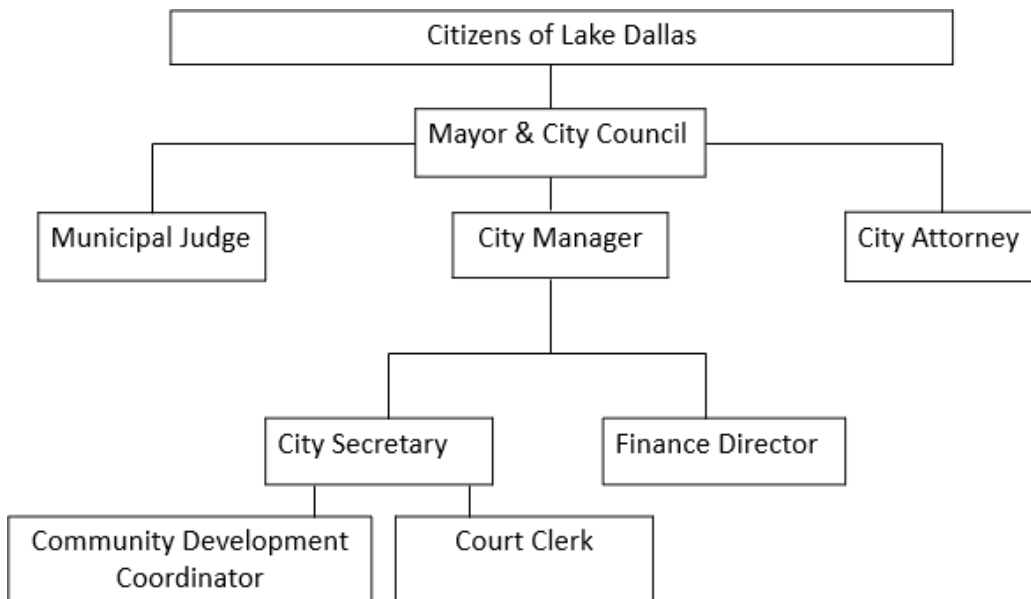 Citizens of Lake Dallas
Mayor & City Council
Municipal Judge
City Manager
City Attorney
City Secretary
Finance Director
Community Development
Coordinator
Court Clerk